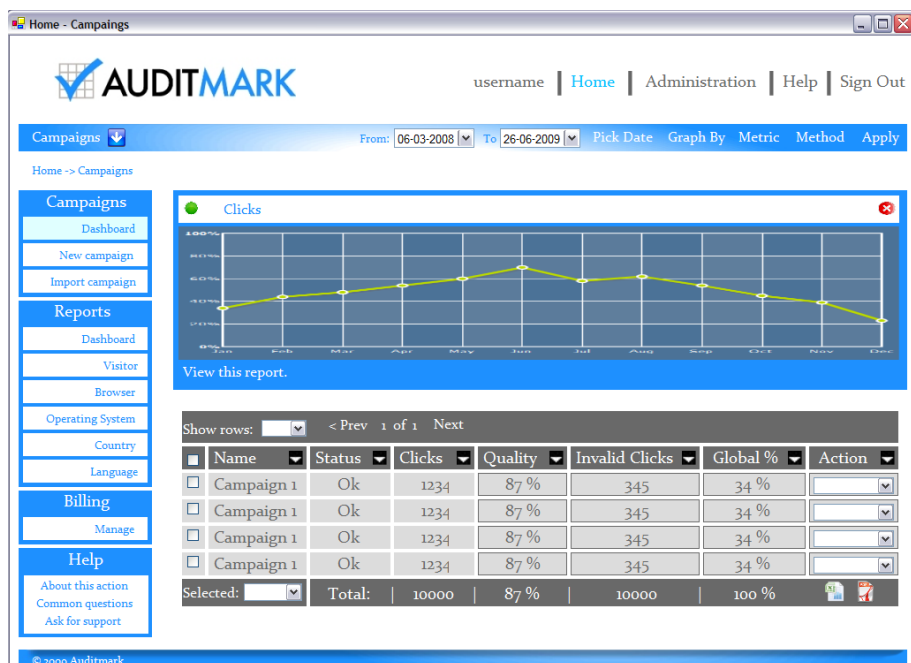 Home - Campaings
AUDITMARK
username | Home | Administration | Help | Sign Out
Campaigns From: 06-03-2008 To 26-06-2009 Pick Date Graph By Metric Method Apply
Home -> Campaigns
Campaigns
Dashboard
New campaign
Import campaign
Reports
Dashboard
Visitor
Browser
Operating System
Country
Language
Billing
Manage
Help
About this action
Common questions
Ask for support
Clicks
100%
80%
60%
40%
20%
0%
Jan Feb Mar Apr May Jun Jul Aug Sep Oct Nov Dec
View this report.
Show rows: < Prev 1 of 1 Next
Name Status Clicks Quality Invalid Clicks Global % Action
Campaign 1 Ok 1234 87 % 345 34 %
Campaign 1 Ok 1234 87 % 345 34 %
Campaign 1 Ok 1234 87 % 345 34 %
Campaign 1 Ok 1234 87 % 345 34 %
Selected: Total: | 10000 | 87 % | 10000 100 %
© 2009 Auditmark